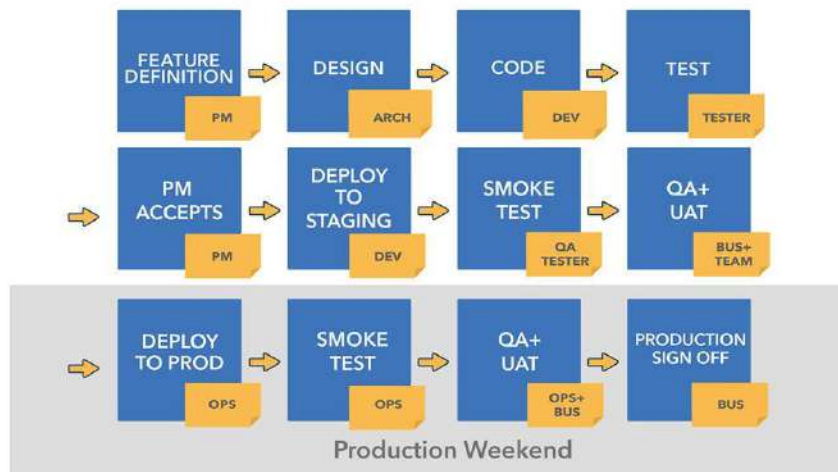 FEATURE
DEFINITION
PM
DESIGN
ARCH
CODE
DEV
TEST
TESTER
PM
ACCEPTS
PM
DEPLOY
TO
STAGING
DEV
SMOKE
TEST
QA
TESTER
QA+
UAT
BUS+
TEAM
DEPLOY
TO PROD
OPS
SMOKE
TEST
OPS
QA+
UAT
OPS+
BUS
PRODUCTION
SIGN OFF
BUS
Production Weekend